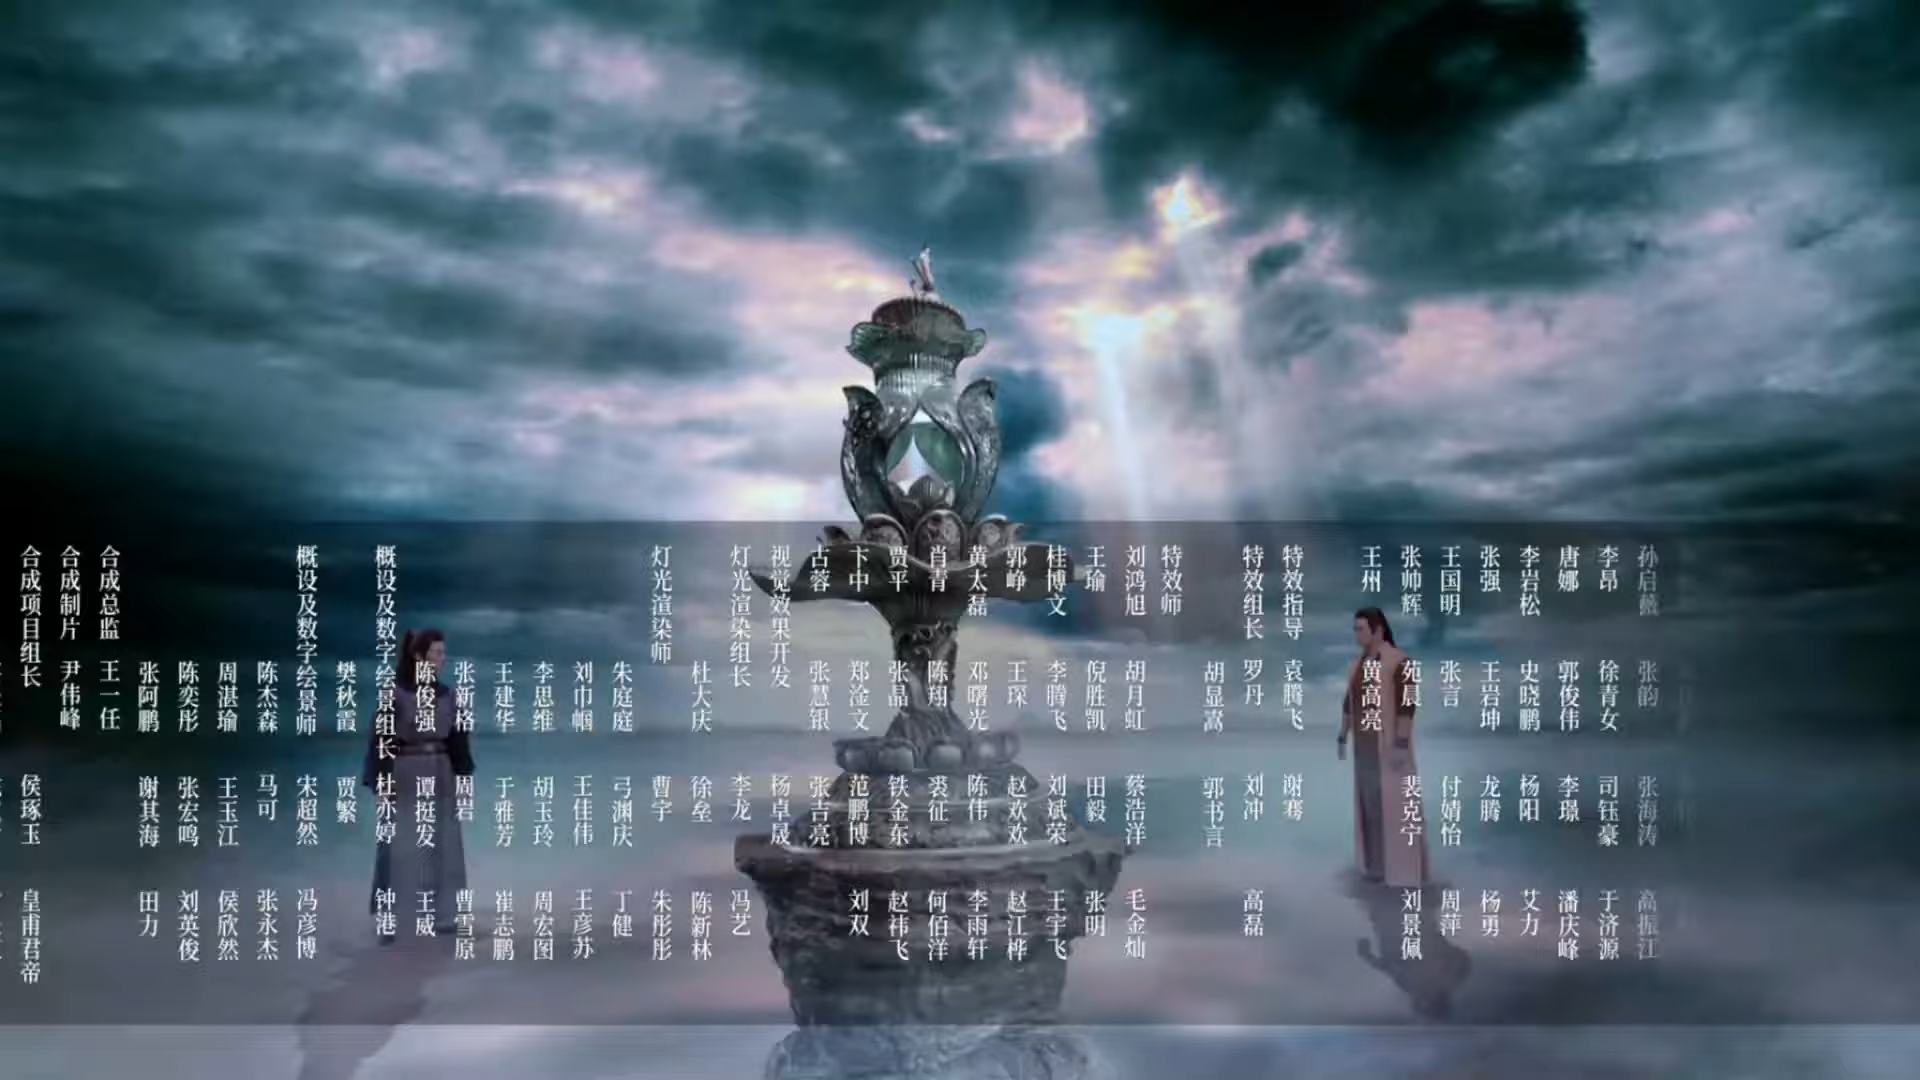 孙启薇 张韵 张海涛 高振江
李昂 徐青女 司钰豪 于济源
唐娜 郭俊伟 李璟 潘庆峰
李岩松 史晓鹏 杨阳 艾力
张强 王岩坤 龙腾 杨勇
王国明 张言 付婧怡 周萍
张帅辉 苑晨 裴克宁 刘景佩
王州 黄高亮
特效指导 袁腾飞 谢骞
特效组长 罗丹 刘冲 高磊
胡显嵩 郭书言
特效师
刘鸿旭 胡月虹 蔡浩洋 毛金灿
王瑜 倪胜凯 田毅 张明
桂博文 李腾飞 刘斌荣 王宇飞
郭峥 王琛 赵欢欢 赵江桦
黄太磊 邓曙光 陈伟 李雨轩
肖青 陈翔 裘征 何佰洋
贾平 张晶 铁金东 赵祎飞
卞中 郑淦文 范鹏博 刘双
古蓉 张慧银 张吉亮
视觉效果开发 杨卓晟
灯光渲染组长 李龙 冯艺
杜大庆 徐垒 陈新林
灯光渲染师 曹宇 朱彤彤
朱庭庭 弓渊庆 丁健
刘巾帼 王佳伟 王彦苏
李思维 胡玉玲 周宏图
王建华 于雅芳 崔志鹏
张新格 周岩 曹雪原
陈俊强 谭挺发 王威
概设及数字绘景组长 杜亦婷 钟港
樊秋霞 贾繁
概设及数字绘景师 宋超然 冯彦博
陈杰森 马可 张永杰
周湛瑜 王玉江 侯欣然
陈奕彤 张宏鸣 刘英俊
张阿鹏 谢其海 田力
合成总监 王一任
合成制片 尹伟峰
合成项目组长 侯琢玉 皇甫君帝